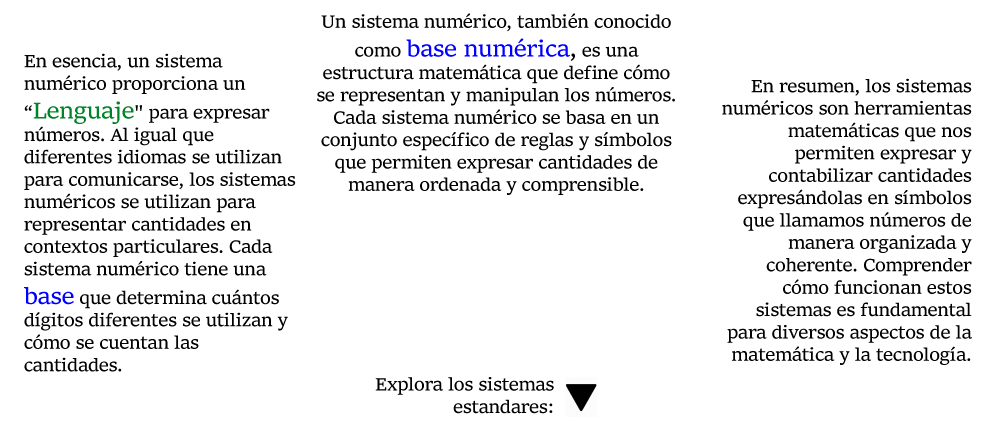 Un sistema numérico, también conocido
como base numérica, es una
estructura matemática que define cómo
se representan y manipulan los números.
Cada sistema numérico se basa en un
conjunto específico de reglas y símbolos
que permiten expresar cantidades de
manera ordenada y comprensible.
En esencia, un sistema
numérico proporciona un
“Lenguaje" para expresar
números. Al igual que
diferentes idiomas se utilizan
para comunicarse, los sistemas
numéricos se utilizan para
representar cantidades en
contextos particulares. Cada
sistema numérico tiene una
base que determina cuántos
dígitos diferentes se utilizan y
cómo se cuentan las
cantidades.
En resumen, los sistemas
numéricos son herramientas
matemáticas que nos
permiten expresar y
contabilizar cantidades
expresándolas en símbolos
que llamamos números de
manera organizada y
coherente. Comprender
cómo funcionan estos
sistemas es fundamental
para diversos aspectos de la
matemática y la tecnología.
Explora los sistemas
estandares: